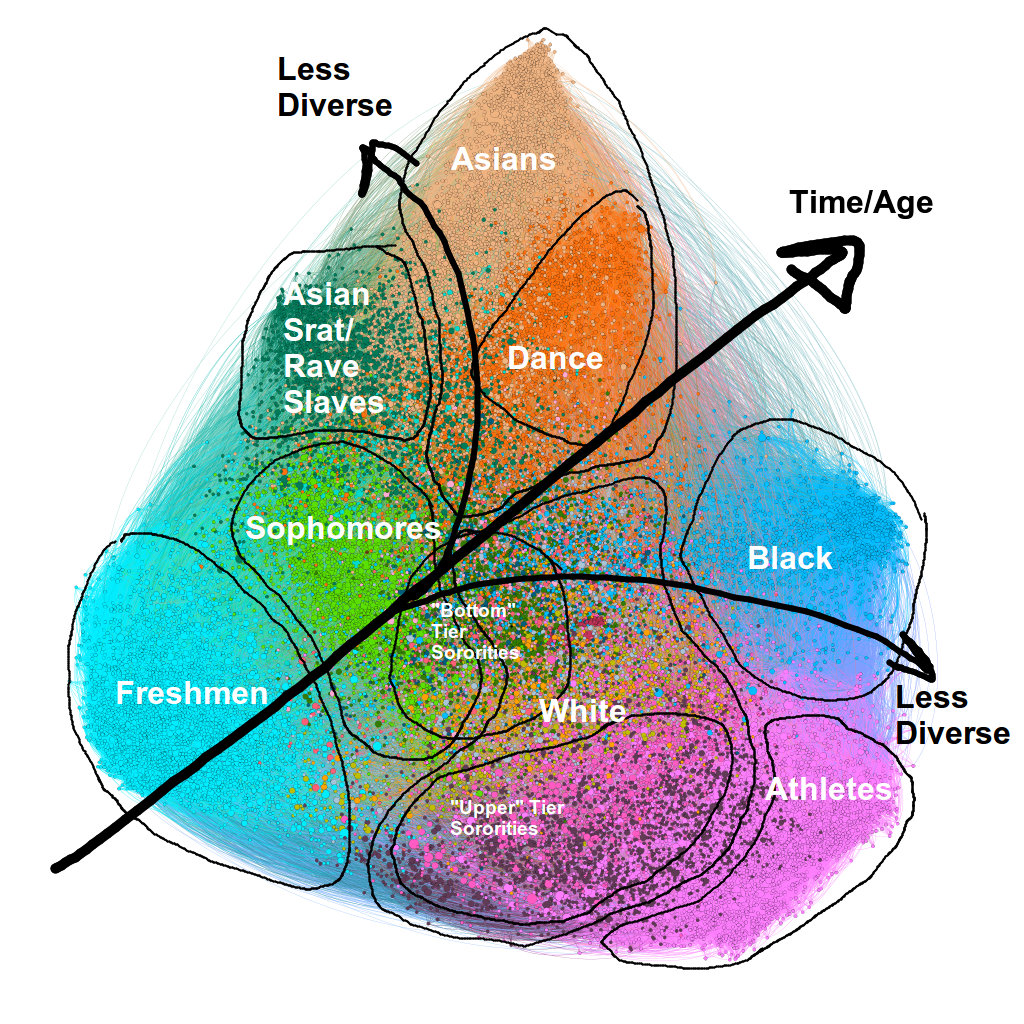 Less
Diverse
Asians
Time/Age
Asian
Srat/
Rave
Slaves
Dance
Sophomores
Black
"Bottom"
Tier
Sororities
Freshmen
White
Less
Diverse
Athletes
"Upper" Tier
Sororities